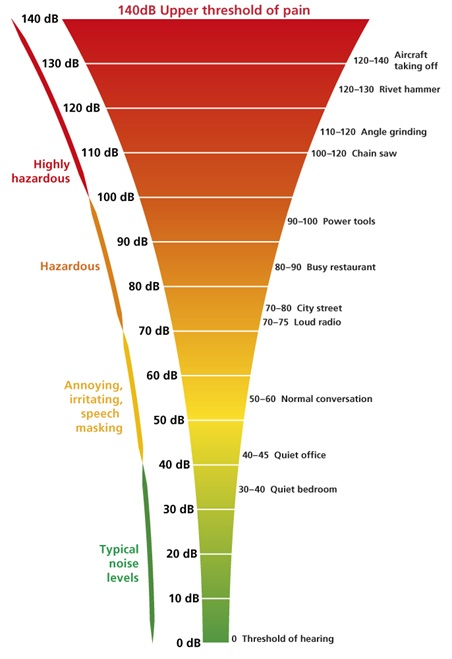 140dB Upper threshold of pain
140 dB
130 dB
120–140 Aircraft
taking off
120–130 Rivet hammer
120 dB
110–120 Angle grinding
110 dB
100–120 Chain saw
Highly
hazardous
100 dB
90–100 Power tools
90 dB
Hazardous
80–90 Busy restaurant
80 dB
70–80 City street
70–75 Loud radio
70 dB
60 dB
Annoying,
irritating,
speech
masking
50–60 Normal conversation
50 dB
40–45 Quiet office
40 dB
30–40 Quiet bedroom
30 dB
20 dB
Typical
noise
levels
10 dB
0 dB
0 Threshold of hearing